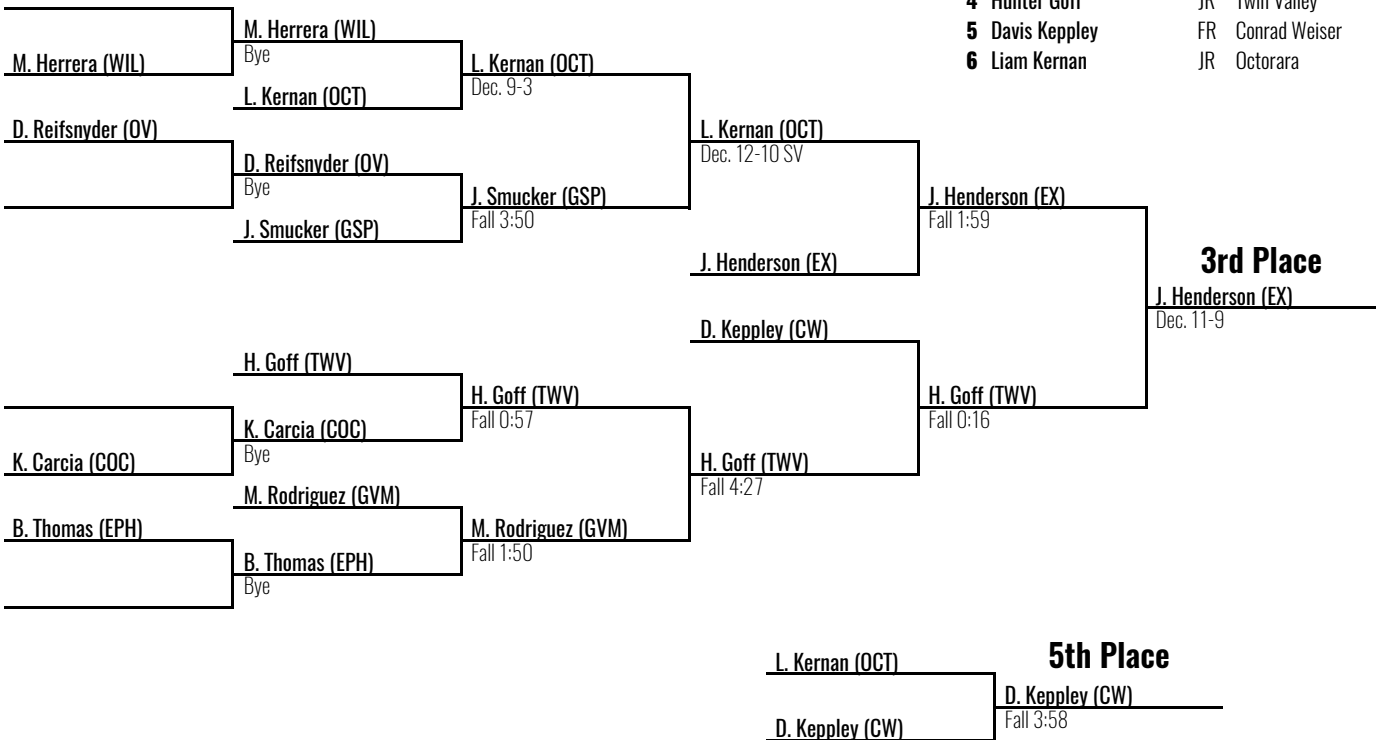 4 Hunter Goff JR Twin Valley
5 Davis Keppley FR Conrad Weiser
6 Liam Kernan JR Octorara
M. Herrera (WIL)
Bye
M. Herrera (WIL)
L. Kernan (OCT)
Dec. 9-3
L. Kernan (OCT)
D. Reifsnyder (OV)
L. Kernan (OCT)
Dec. 12-10 SV
D. Reifsnyder (OV)
Bye
J. Smucker (GSP)
Fall 3:50
J. Henderson (EX)
Fall 1:59
J. Smucker (GSP)
J. Henderson (EX)
3rd Place
J. Henderson (EX)
Dec. 11-9
D. Keppley (CW)
H. Goff (TWV)
H. Goff (TWV)
Fall 0:57
H. Goff (TWV)
Fall 0:16
K. Carcia (COC)
Bye
K. Carcia (COC)
H. Goff (TWV)
Fall 4:27
M. Rodriguez (GVM)
B. Thomas (EPH)
M. Rodriguez (GVM)
Fall 1:50
B. Thomas (EPH)
Bye
5th Place
L. Kernan (OCT)
D. Keppley (CW)
Fall 3:58
D. Keppley (CW)